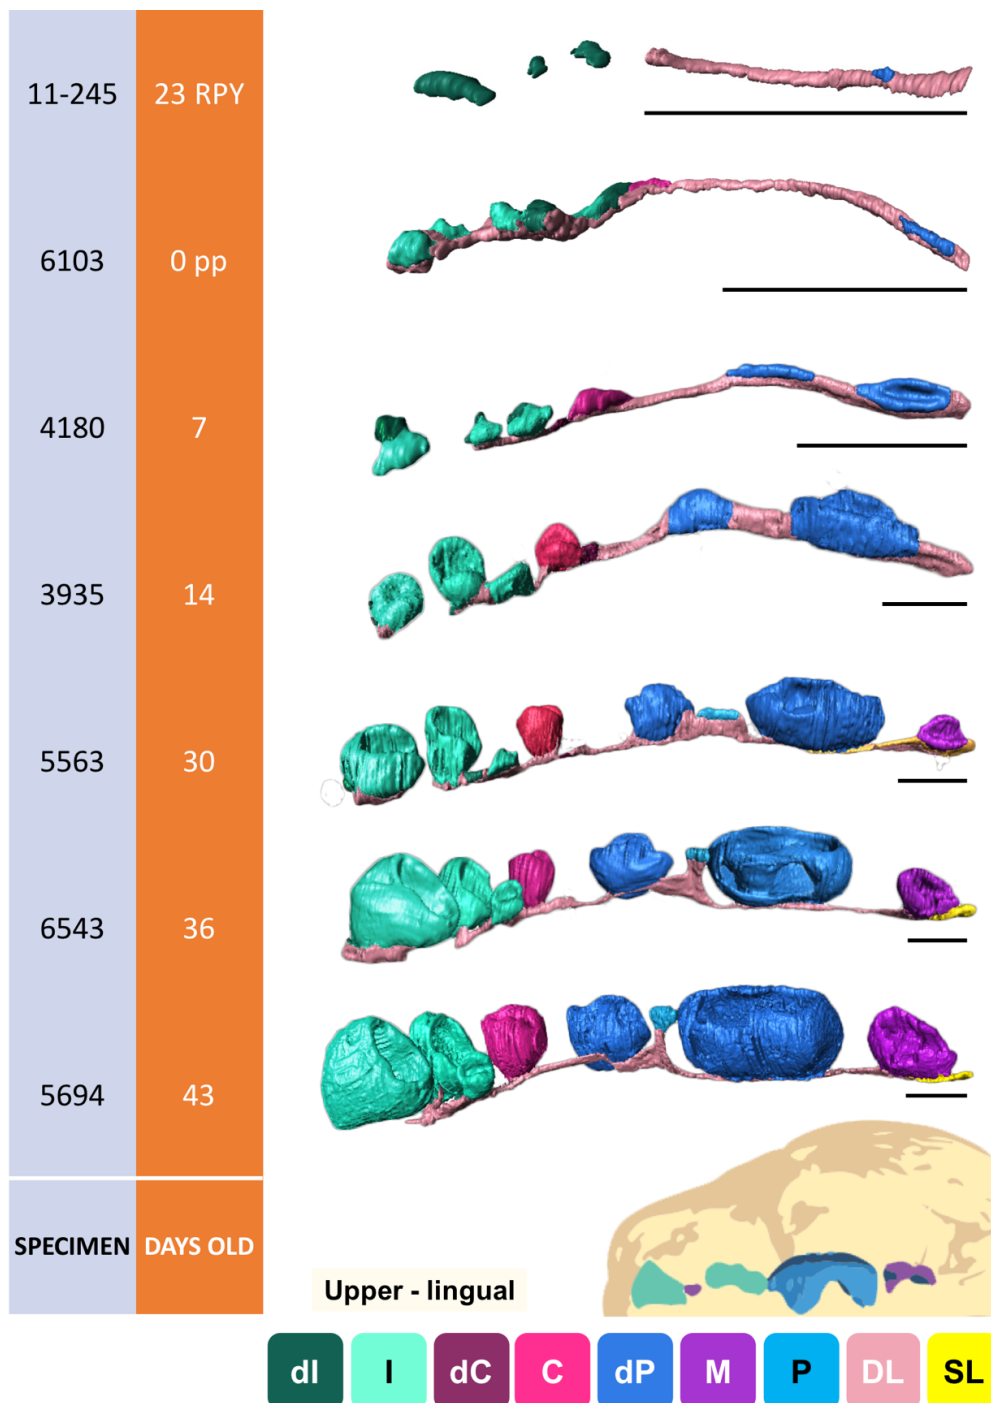 11-245 23 RPY
6103 0 pp
4180 7
3935 14
5563 30
6543 36
5694 43
SPECIMEN DAYS OLD
Upper - lingual
dI I dC C dP M P DL SL